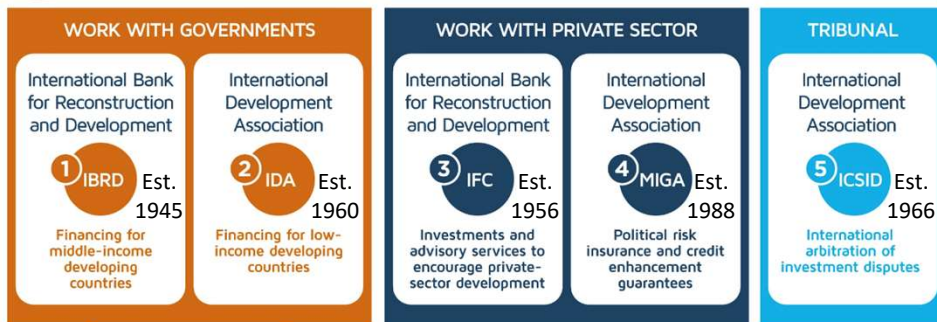 WORK WITH GOVERNMENTS
International Bank
for Reconstruction
and Development
1 IBRD Est.
1945
Financing for
middle-income
developing
countries
International
Development
Association
2 IDA Est.
1960
Financing for low-
income developing
countries
WORK WITH PRIVATE SECTOR
International Bank
for Reconstruction
and Development
3 IFC Est.
1956
Investments and
advisory services to
encourage private-
sector development
International
Development
Association
4 MIGA Est.
1988
Political risk
insurance and credit
enhancement
guarantees
TRIBUNAL
International
Development
Association
5 ICSID Est.
1966
International
arbitration of
investment disputes